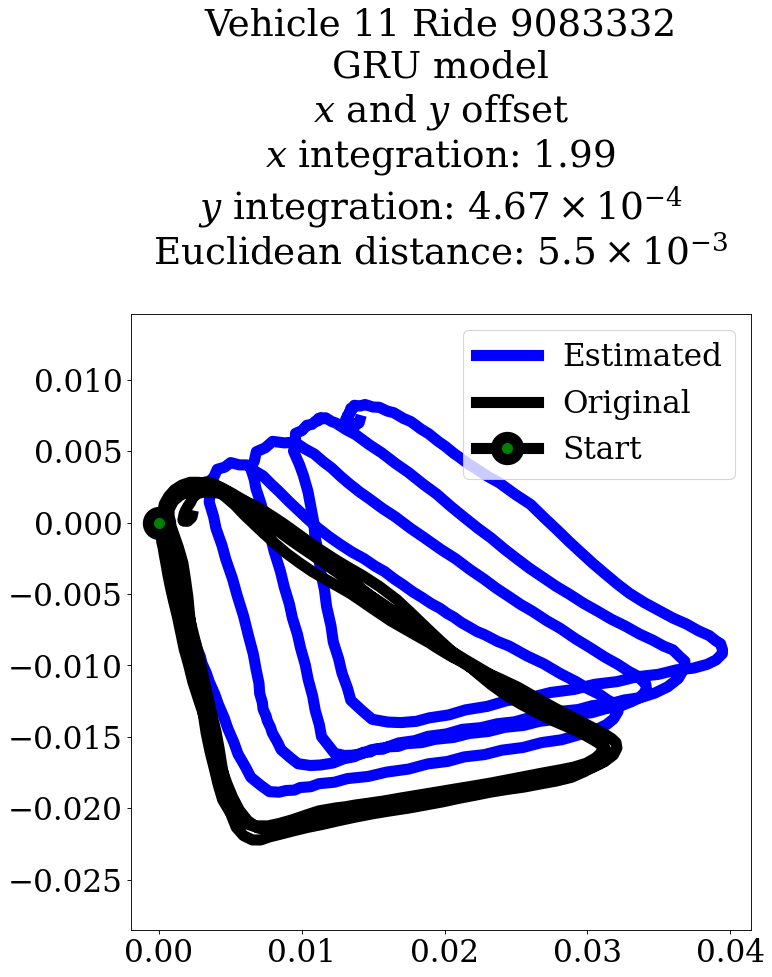 Vehicle 11 Ride 9083332
GRU model
x and y offset
x integration: 1.99
y integration: 4.67 × 10⁻⁴
Euclidean distance: 5.5 × 10⁻³
Estimated
Original
Start
0.010
0.005
0.000
−0.005
−0.010
−0.015
−0.020
−0.025
0.00 0.01 0.02 0.03 0.04